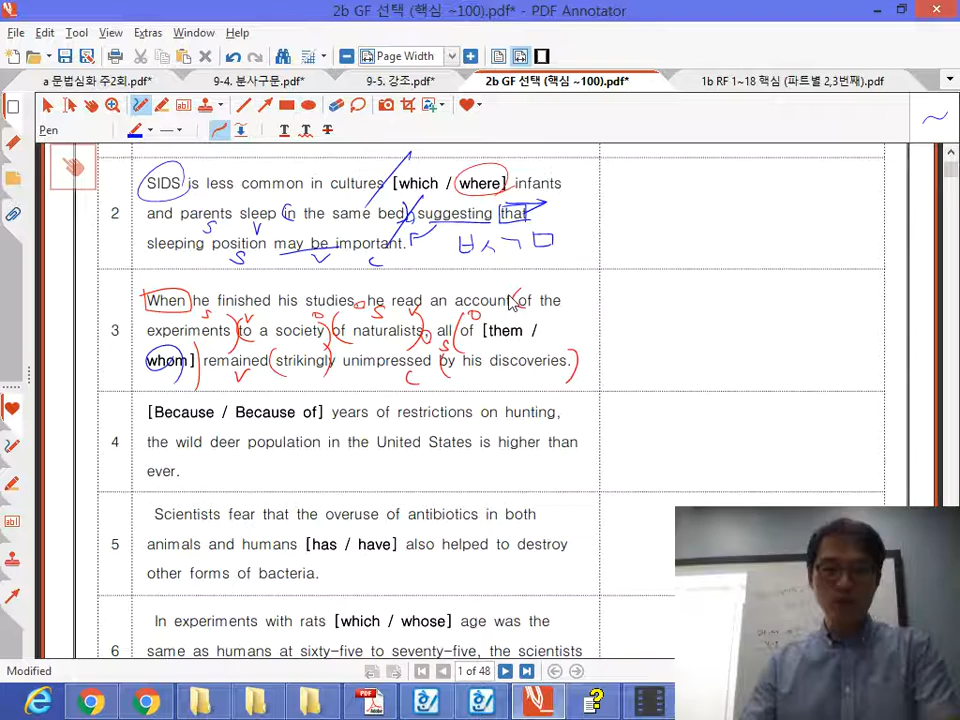 2b GF 선택 (핵심 ~100).pdf* - PDF Annotator
File Edit Tool View Extras Window Help
Page Width
a 문법심화 주2회.pdf* 9-4. 분사구문.pdf* 9-5. 강조.pdf* 2b GF 선택 (핵심 ~100).pdf* 1b RF 1~18 핵심 (파트별 2,3번째).pdf
Pen
SIDS is less common in cultures [which / where] infants
2 and parents sleep in the same bed, suggesting that
S V
sleeping position may be important.
ㅂㅅㄱㅁ
S V C
When he finished his studies, he read an account of the
S V O S V O
3 experiments to a society of naturalists, all of [them /
S
whom] remained strikingly unimpressed by his discoveries.
V C
[Because / Because of] years of restrictions on hunting,
4 the wild deer population in the United States is higher than
ever.
Scientists fear that the overuse of antibiotics in both
5 animals and humans [has / have] also helped to destroy
other forms of bacteria.
In experiments with rats [which / whose] age was the
6 same as humans at sixty-five to seventy-five, the scientists
Modified
1 of 48
PDF